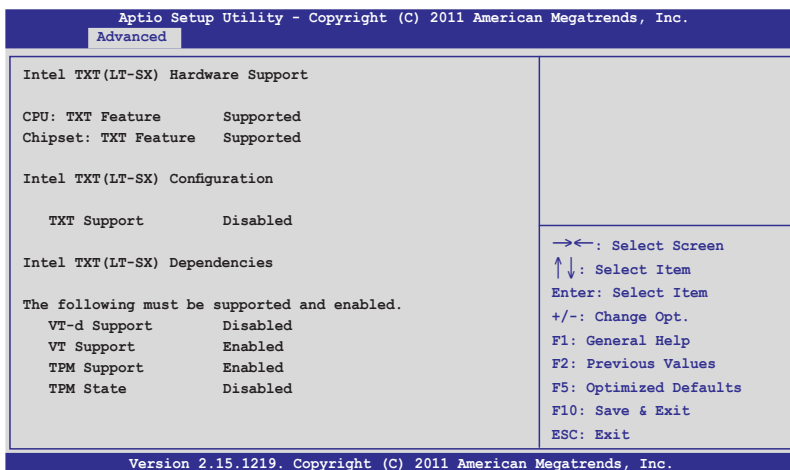 Aptio Setup Utility - Copyright (C) 2011 American Megatrends, Inc.
Advanced
Intel TXT(LT-SX) Hardware Support
CPU: TXT Feature Supported
Chipset: TXT Feature Supported
Intel TXT(LT-SX) Configuration
TXT Support Disabled
Intel TXT(LT-SX) Dependencies
The following must be supported and enabled.
VT-d Support Disabled
VT Support Enabled
TPM Support Enabled
TPM State Disabled
→←: Select Screen
↑↓: Select Item
Enter: Select Item
+/-: Change Opt.
F1: General Help
F2: Previous Values
F5: Optimized Defaults
F10: Save & Exit
ESC: Exit
Version 2.15.1219. Copyright (C) 2011 American Megatrends, Inc.